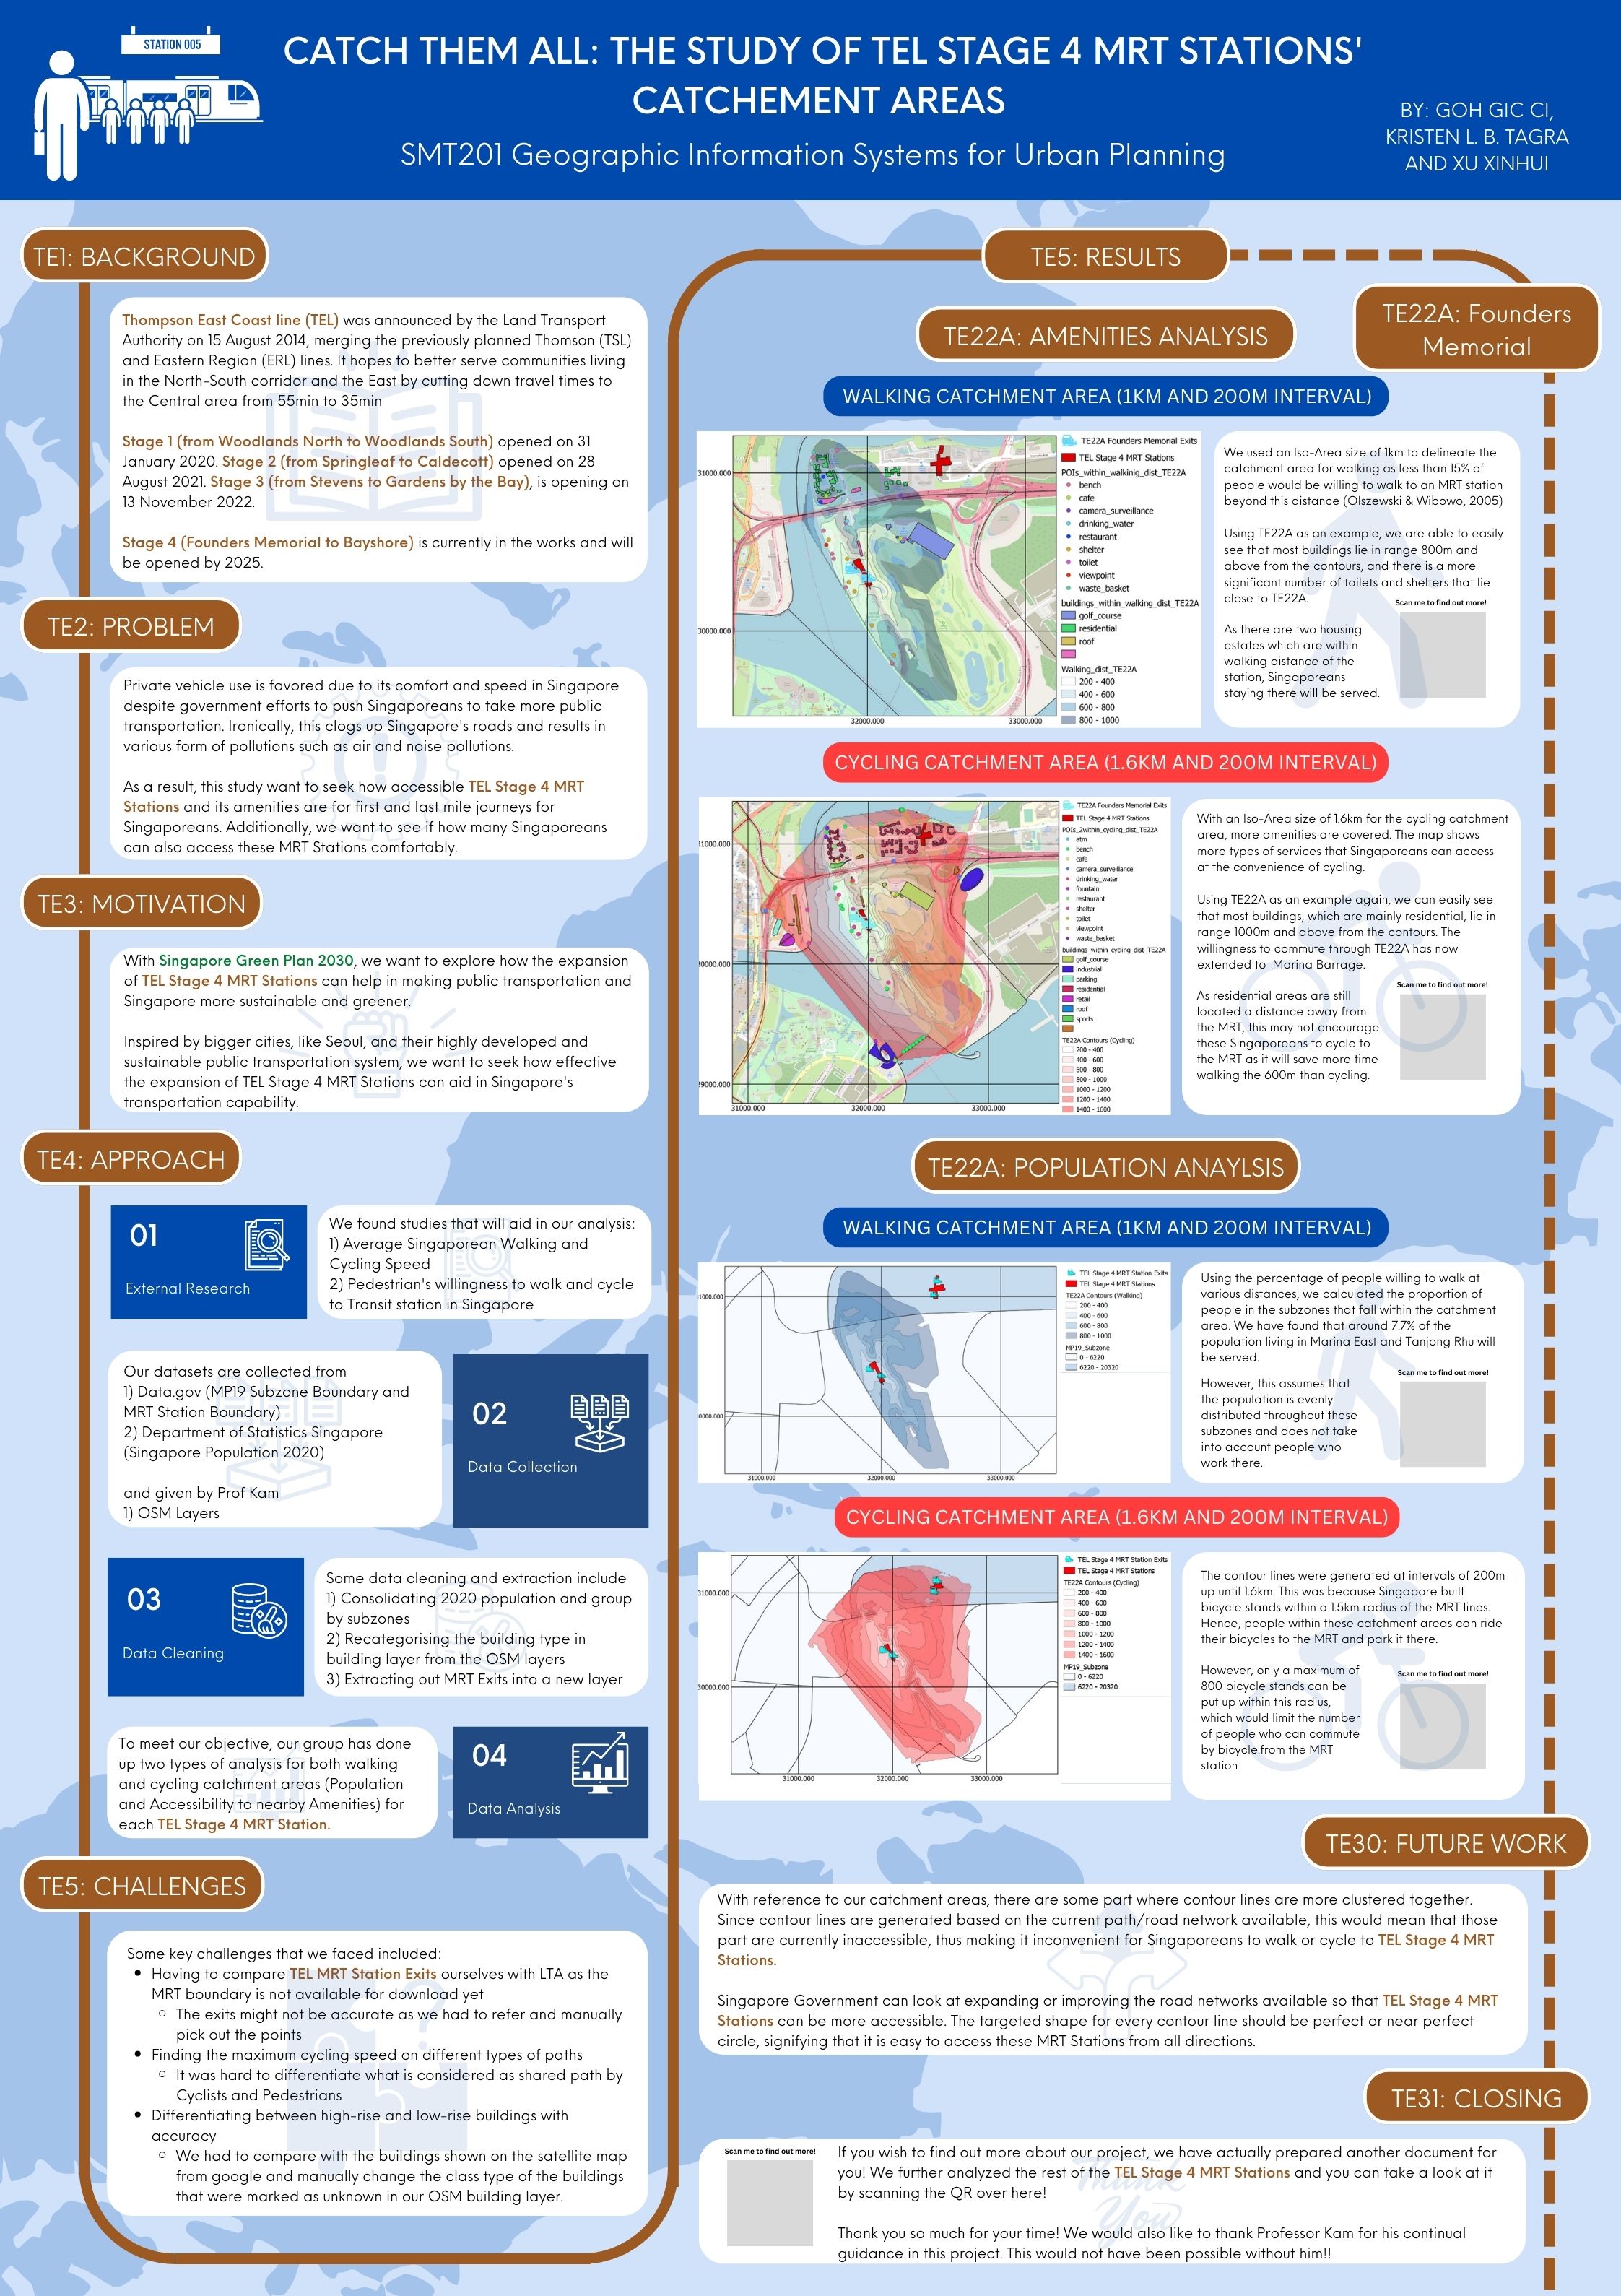 STATION 005
CATCH THEM ALL: THE STUDY OF TEL STAGE 4 MRT STATIONS'
CATCHEMENT AREAS
SMT201 Geographic Information Systems for Urban Planning
BY: GOH GIC CI,
KRISTEN L. B. TAGRA
AND XU XINHUI
TE1: BACKGROUND
Thompson East Coast line (TEL) was announced by the Land Transport
Authority on 15 August 2014, merging the previously planned Thomson (TSL)
and Eastern Region (ERL) lines. It hopes to better serve communities living
in the North-South corridor and the East by cutting down travel times to
the Central area from 55min to 35min
Stage 1 (from Woodlands North to Woodlands South) opened on 31
January 2020. Stage 2 (from Springleaf to Caldecott) opened on 28
August 2021. Stage 3 (from Stevens to Gardens by the Bay), is opening on
13 November 2022.
Stage 4 (Founders Memorial to Bayshore) is currently in the works and will
be opened by 2025.
TE2: PROBLEM
Private vehicle use is favored due to its comfort and speed in Singapore
despite government efforts to push Singaporeans to take more public
transportation. Ironically, this clogs up Singapore's roads and results in
various form of pollutions such as air and noise pollutions.
As a result, this study want to seek how accessible TEL Stage 4 MRT
Stations and its amenities are for first and last mile journeys for
Singaporeans. Additionally, we want to see if how many Singaporeans
can also access these MRT Stations comfortably.
TE3: MOTIVATION
With Singapore Green Plan 2030, we want to explore how the expansion
of TEL Stage 4 MRT Stations can help in making public transportation and
Singapore more sustainable and greener.
Inspired by bigger cities, like Seoul, and their highly developed and
sustainable public transportation system, we want to seek how effective
the expansion of TEL Stage 4 MRT Stations can aid in Singapore's
transportation capability.
TE4: APPROACH
01
External Research
We found studies that will aid in our analysis:
1) Average Singaporean Walking and
Cycling Speed
2) Pedestrian's willingness to walk and cycle
to Transit station in Singapore
Our datasets are collected from
1) Data.gov (MP19 Subzone Boundary and
MRT Station Boundary)
2) Department of Statistics Singapore
(Singapore Population 2020)
and given by Prof Kam
1) OSM Layers
02
Data Collection
03
Data Cleaning
Some data cleaning and extraction include
1) Consolidating 2020 population and group
by subzones
2) Recategorising the building type in
building layer from the OSM layers
3) Extracting out MRT Exits into a new layer
To meet our objective, our group has done
up two types of analysis for both walking
and cycling catchment areas (Population
and Accessibility to nearby Amenities) for
each TEL Stage 4 MRT Station.
04
Data Analysis
TE5: CHALLENGES
Some key challenges that we faced included:
Having to compare TEL MRT Station Exits ourselves with LTA as the
MRT boundary is not available for download yet
The exits might not be accurate as we had to refer and manually
pick out the points
Finding the maximum cycling speed on different types of paths
It was hard to differentiate what is considered as shared path by
Cyclists and Pedestrians
Differentiating between high-rise and low-rise buildings with
accuracy
We had to compare with the buildings shown on the satellite map
from google and manually change the class type of the buildings
that were marked as unknown in our OSM building layer.
TE5: RESULTS
TE22A: Founders
Memorial
TE22A: AMENITIES ANALYSIS
WALKING CATCHMENT AREA (1KM AND 200M INTERVAL)
31000.000
30000.000
32000.000
33000.000
TE22A Founders Memorial Exits
TEL Stage 4 MRT Stations
POIs_within_walkinig_dist_TE22A
bench
cafe
camera_surveillance
drinking_water
restaurant
shelter
toilet
viewpoint
waste_basket
buildings_within_walking_dist_TE22A
golf_course
residential
roof
Walking_dist_TE22A
200 - 400
400 - 600
600 - 800
800 - 1000
We used an Iso-Area size of 1km to delineate the
catchment area for walking as less than 15% of
people would be willing to walk to an MRT station
beyond this distance (Olszewski & Wibowo, 2005)
Using TE22A as an example, we are able to easily
see that most buildings lie in range 800m and
above from the contours, and there is a more
significant number of toilets and shelters that lie
close to TE22A.
As there are two housing
estates which are within
walking distance of the
station, Singaporeans
staying there will be served.
Scan me to find out more!
CYCLING CATCHMENT AREA (1.6KM AND 200M INTERVAL)
31000.000
30000.000
29000.000
31000.000
32000.000
33000.000
TE22A Founders Memorial Exits
TEL Stage 4 MRT Stations
POIs_2within_cycling_dist_TE22A
atm
bench
cafe
camera_surveillance
drinking_water
fountain
restaurant
shelter
toilet
viewpoint
waste_basket
buildings_within_cycling_dist_TE22A
golf_course
industrial
parking
residential
retail
roof
sports
TE22A Contours (Cycling)
200 - 400
400 - 600
600 - 800
800 - 1000
1000 - 1200
1200 - 1400
1400 - 1600
With an Iso-Area size of 1.6km for the cycling catchment
area, more amenities are covered. The map shows
more types of services that Singaporeans can access
at the convenience of cycling.
Using TE22A as an example again, we can easily see
that most buildings, which are mainly residential, lie in
range 1000m and above from the contours. The
willingness to commute through TE22A has now
extended to Marina Barrage.
As residential areas are still
located a distance away from
the MRT, this may not encourage
these Singaporeans to cycle to
the MRT as it will save more time
walking the 600m than cycling.
Scan me to find out more!
TE22A: POPULATION ANAYLSIS
WALKING CATCHMENT AREA (1KM AND 200M INTERVAL)
31000.000
32000.000
33000.000
TEL Stage 4 MRT Station Exits
TEL Stage 4 MRT Stations
TE22A Contours (Walking)
200 - 400
400 - 600
600 - 800
800 - 1000
MP19_Subzone
0 - 6220
6220 - 20320
Using the percentage of people willing to walk at
various distances, we calculated the proportion of
people in the subzones that fall within the catchment
area. We have found that around 7.7% of the
population living in Marina East and Tanjong Rhu will
be served.
However, this assumes that
the population is evenly
distributed throughout these
subzones and does not take
into account people who
work there.
Scan me to find out more!
CYCLING CATCHMENT AREA (1.6KM AND 200M INTERVAL)
31000.000
30000.000
31000.000
32000.000
33000.000
TEL Stage 4 MRT Station Exits
TEL Stage 4 MRT Stations
TE22A Contours (Cycling)
200 - 400
400 - 600
600 - 800
800 - 1000
1000 - 1200
1200 - 1400
1400 - 1600
MP19_Subzone
0 - 6220
6220 - 20320
The contour lines were generated at intervals of 200m
up until 1.6km. This was because Singapore built
bicycle stands within a 1.5km radius of the MRT lines.
Hence, people within these catchment areas can ride
their bicycles to the MRT and park it there.
However, only a maximum of
800 bicycle stands can be
put up within this radius,
which would limit the number
of people who can commute
by bicycle.from the MRT
station
Scan me to find out more!
TE30: FUTURE WORK
With reference to our catchment areas, there are some part where contour lines are more clustered together.
Since contour lines are generated based on the current path/road network available, this would mean that those
part are currently inaccessible, thus making it inconvenient for Singaporeans to walk or cycle to TEL Stage 4 MRT
Stations.
Singapore Government can look at expanding or improving the road networks available so that TEL Stage 4 MRT
Stations can be more accessible. The targeted shape for every contour line should be perfect or near perfect
circle, signifying that it is easy to access these MRT Stations from all directions.
TE31: CLOSING
Scan me to find out more!
If you wish to find out more about our project, we have actually prepared another document for
you! We further analyzed the rest of the TEL Stage 4 MRT Stations and you can take a look at it
by scanning the QR over here!
Thank you so much for your time! We would also like to thank Professor Kam for his continual
guidance in this project. This would not have been possible without him!!
Thank
You